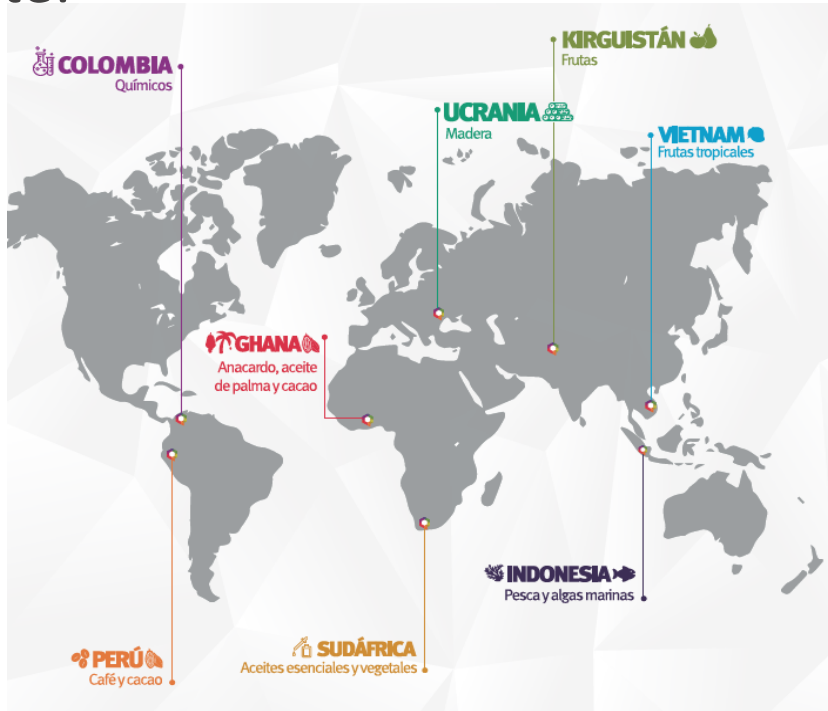 KIRGUISTÁN
Frutas
COLOMBIA
Químicos
UCRANIA
Madera
VIETNAM
Frutas tropicales
GHANA
Anacardo, aceite
de palma y cacao
INDONESIA
Pesca y algas marinas
SUDÁFRICA
Aceites esenciales y vegetales
PERÚ
Café y cacao